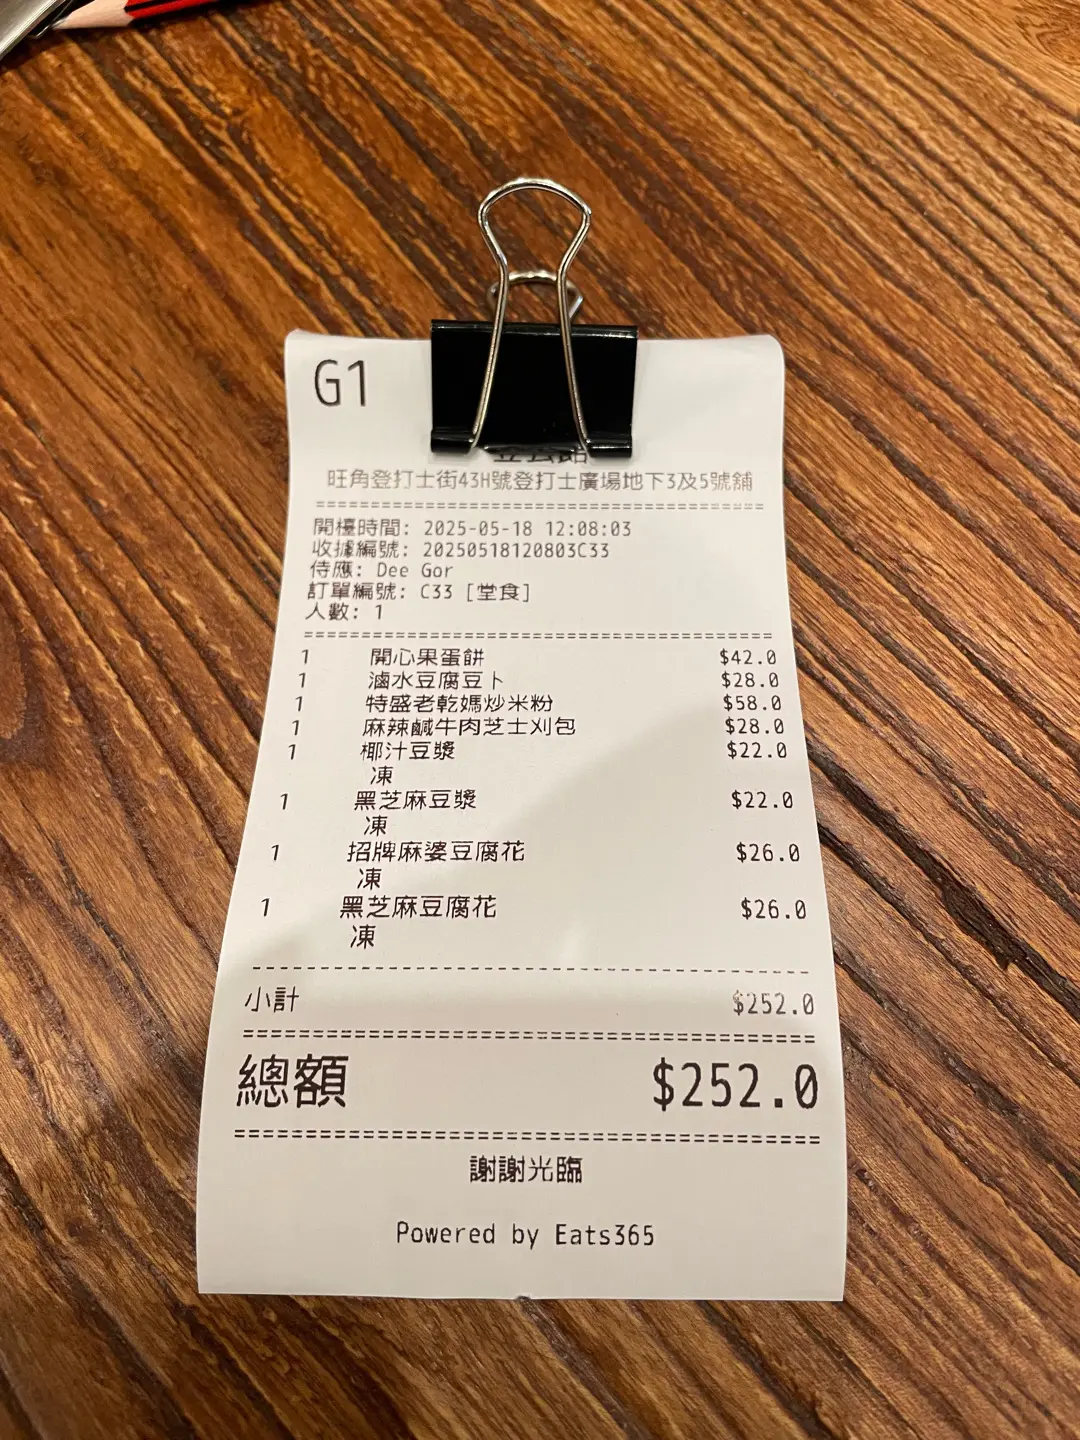 G1
旺角登打士街43H號登打士廣場地下3及5號舖
開檯時間: 2025-05-18 12:08:03
收據編號: 20250518120803C33
侍應: Dee Gor
訂單編號: C33 [堂食]
人數: 1
1 開心果蛋餅 $42.0
1 滷水豆腐豆卜 $28.0
1 特盛老乾媽炒米粉 $58.0
1 麻辣鹹牛肉芝士刈包 $28.0
1 椰汁豆漿 $22.0
凍
1 黑芝麻豆漿 $22.0
凍
1 招牌麻婆豆腐花 $26.0
凍
1 黑芝麻豆腐花 $26.0
凍
小計 $252.0
總額 $252.0
謝謝光臨
Powered by Eats365